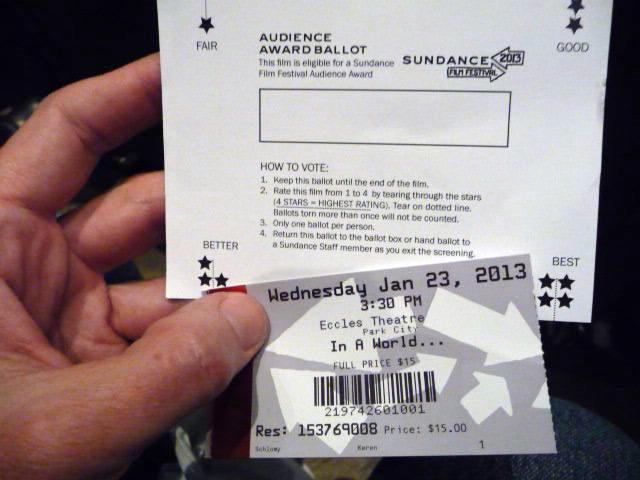 FAIR
GOOD
AUDIENCE
AWARD BALLOT
This film is eligible for a Sundance
Film Festival Audience Award
SUNDANCE 2013
FILM FESTIVAL
HOW TO VOTE:
1. Keep this ballot until the end of the film.
2. Rate this film from 1 to 4 by tearing through the stars
(4 STARS = HIGHEST RATING). Tear on dotted line.
Ballots torn more than once will not be counted.
3. Only one ballot per person.
4. Return this ballot to the ballot box or hand ballot to
a Sundance Staff member as you exit the screening.
BETTER
BEST
Wednesday Jan 23, 2013
3:30 PM
Eccles Theatre
Park City
In A World...
FULL PRICE $15
219742601001
Res: 153769008 Price: $15.00
Schlomy Keren 1